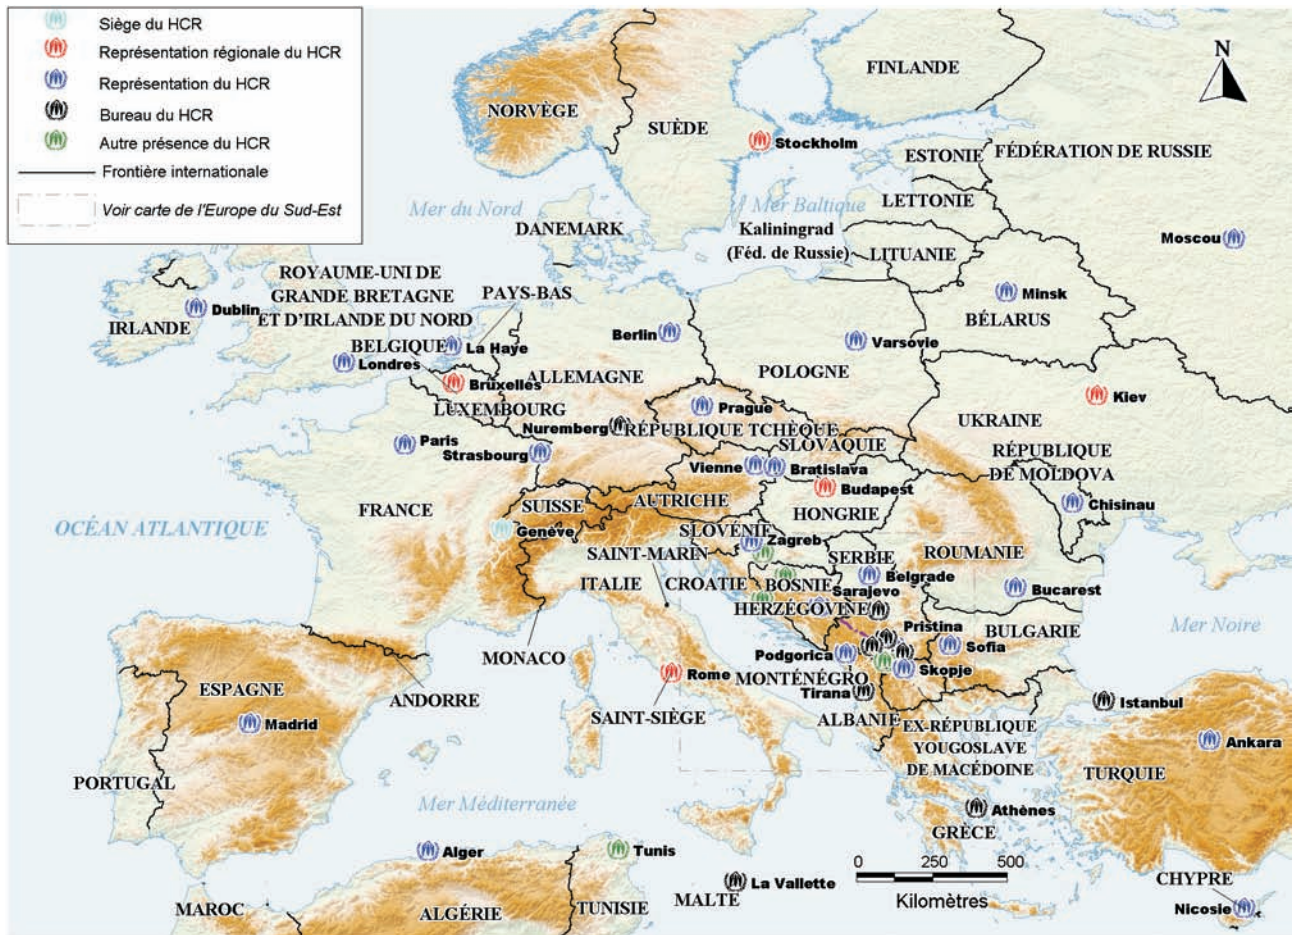 Siège du HCR
Représentation régionale du HCR
Représentation du HCR
Bureau du HCR
Autre présence du HCR
Frontière internationale
Voir carte de l'Europe du Sud-Est
N
FINLANDE
NORVÈGE
SUÈDE
Stockholm
ESTONIE
FÉDÉRATION DE RUSSIE
LETTONIE
Mer du Nord
Mer Baltique
DANEMARK
Kaliningrad
(Féd. de Russie)
LITUANIE
Moscou
ROYAUME-UNI DE
GRANDE BRETAGNE
ET D'IRLANDE DU NORD
PAYS-BAS
Minsk
BÉLARUS
Dublin
IRLANDE
Berlin
Varsovie
BELGIQUE
La Haye
Londres
Bruxelles
ALLEMAGNE
POLOGNE
Kiev
LUXEMBOURG
Prague
UKRAINE
Nuremberg
RÉPUBLIQUE TCHÈQUE
SLOVAQUIE
Paris
Strasbourg
RÉPUBLIQUE
DE MOLDOVA
Vienne
Bratislava
Budapest
AUTRICHE
SUISSE
FRANCE
HONGRIE
Chisinau
OCÉAN ATLANTIQUE
Genève
SLOVÉNIE
Zagreb
SAINT-MARIN
SERBIE
ROUMANIE
ITALIE
CROATIE
BOSNIE
Belgrade
Sarajevo
Bucarest
HERZÉGOVINE
Pristina
BULGARIE
Mer Noire
MONACO
Podgorica
Sofia
Skopje
Rome
MONTÉNÉGRO
ANDORRE
ESPAGNE
Tirana
Istanbul
Madrid
SAINT-SIÈGE
ALBANIE
EX-RÉPUBLIQUE
YOUGOSLAVE
DE MACÉDOINE
Ankara
PORTUGAL
TURQUIE
Mer Méditerranée
Athènes
GRÈCE
Alger
Tunis
0 250 500
Kilomètres
La Vallette
MALTE
CHYPRE
Nicosie
MAROC
ALGÉRIE
TUNISIE